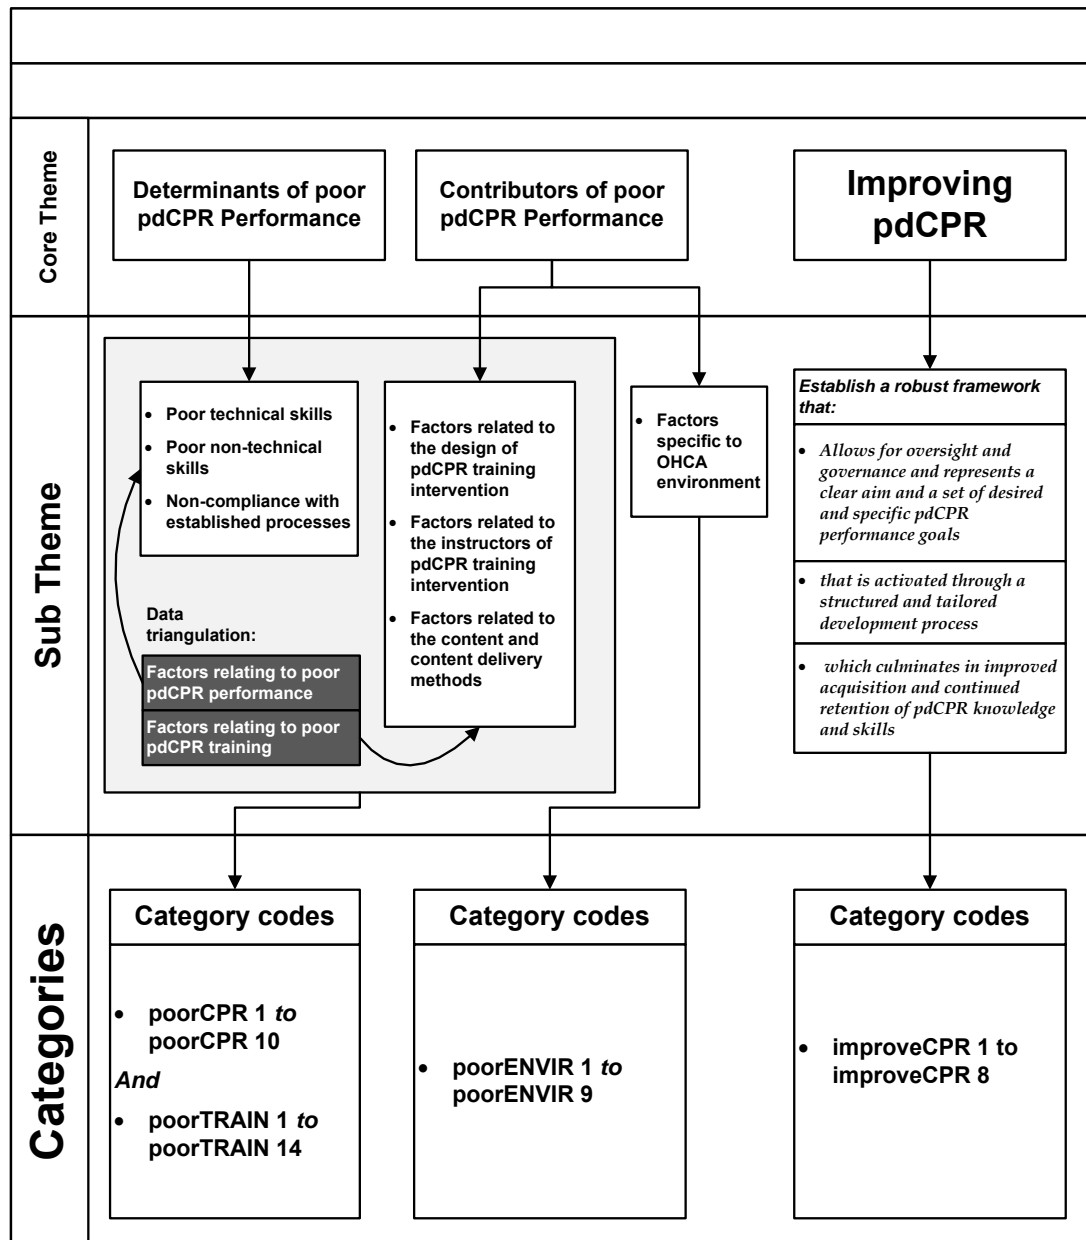 Core Theme
Determinants of poor
pdCPR Performance
Contributors of poor
pdCPR Performance
Improving
pdCPR
Sub Theme
• Poor technical skills
• Poor non-technical
skills
• Non-compliance with
established processes
Data
triangulation:
Factors relating to poor
pdCPR performance
Factors relating to poor
pdCPR training
• Factors related to
the design of
pdCPR training
intervention
• Factors related to
the instructors of
pdCPR training
intervention
• Factors related to
the content and
content delivery
methods
• Factors
specific to
OHCA
environment
Establish a robust framework
that:
• Allows for oversight and
governance and represents a
clear aim and a set of desired
and specific pdCPR
performance goals
• that is activated through a
structured and tailored
development process
• which culminates in improved
acquisition and continued
retention of pdCPR knowledge
and skills
Categories
Category codes
• poorCPR 1 to
poorCPR 10
And
• poorTRAIN 1 to
poorTRAIN 14
Category codes
• poorENVIR 1 to
poorENVIR 9
Category codes
• improveCPR 1 to
improveCPR 8